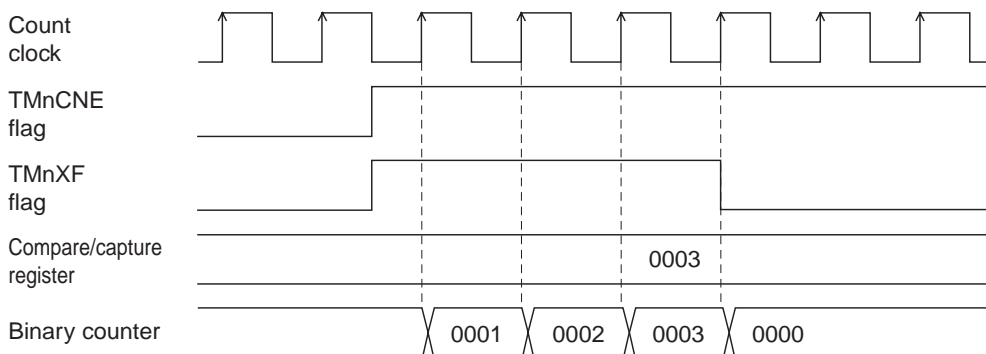 Count
clock
TMnCNE
flag
TMnXF
flag
Compare/capture
register
0003
Binary counter
0001
0002
0003
0000